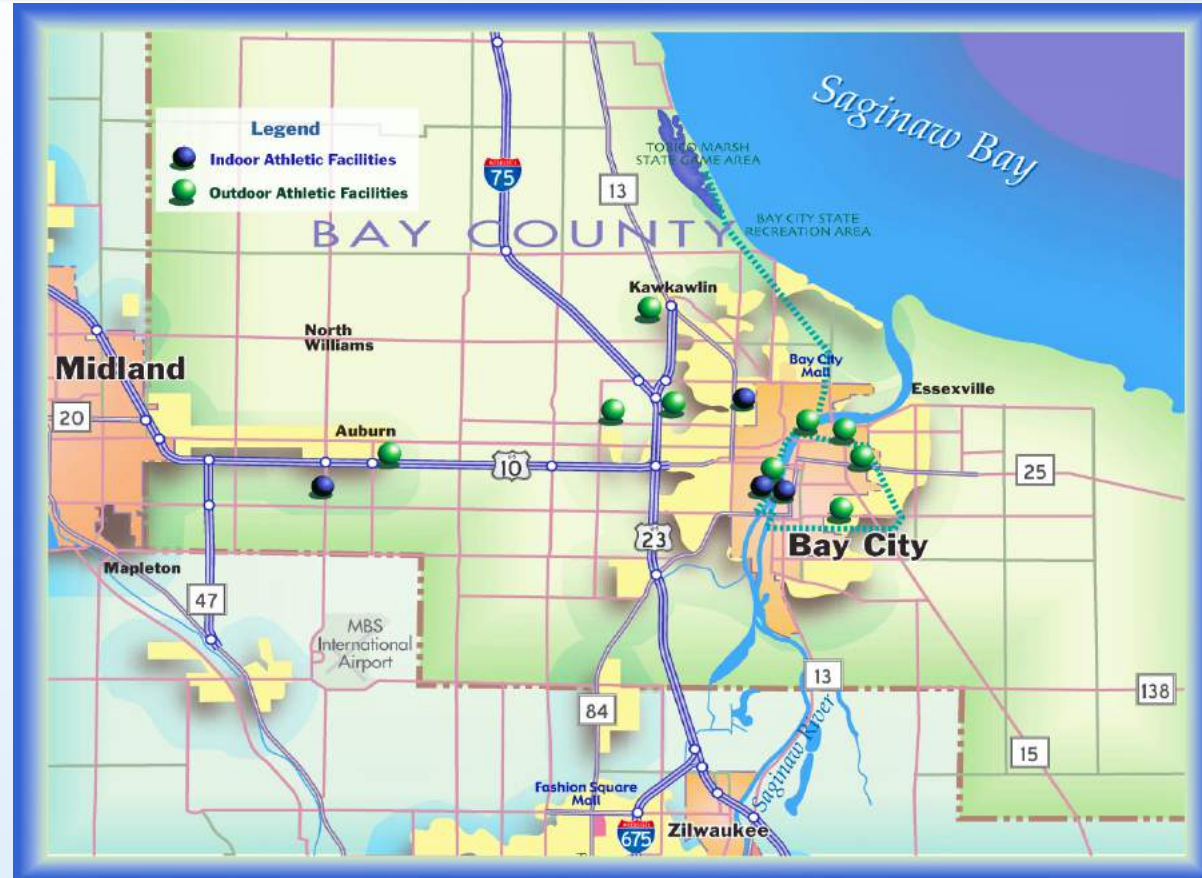 Saginaw Bay
Legend
Indoor Athletic Facilities
Outdoor Athletic Facilities
TOBICO MARSH
STATE GAME AREA
75
13
BAY CITY STATE
RECREATION AREA
BAY COUNTY
Kawkawlin
North
Williams
Midland
Bay City
Mall
Essexville
20
Auburn
10
25
23
Bay City
Mapleton
47
MBS
International
Airport
13
138
84
15
Saginaw River
Fashion Square
Mall
Zilwaukee
675